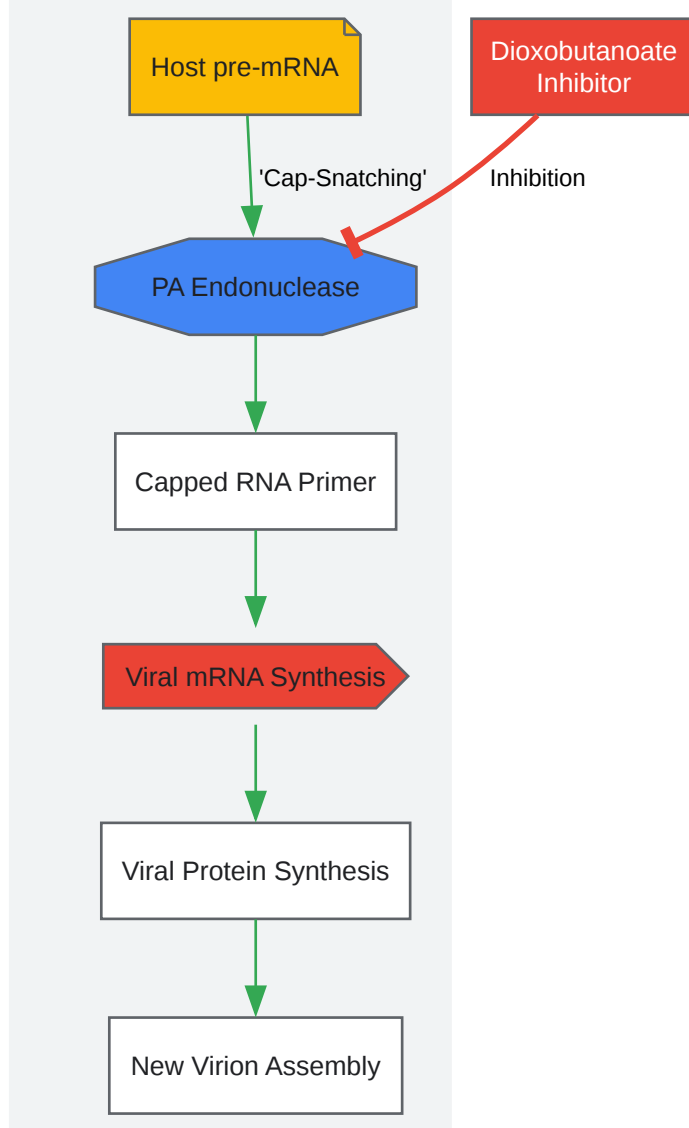 Host pre-mRNA
Dioxobutanoate
Inhibitor
'Cap-Snatching'
Inhibition
PA Endonuclease
Capped RNA Primer
Viral mRNA Synthesis
Viral Protein Synthesis
New Virion Assembly